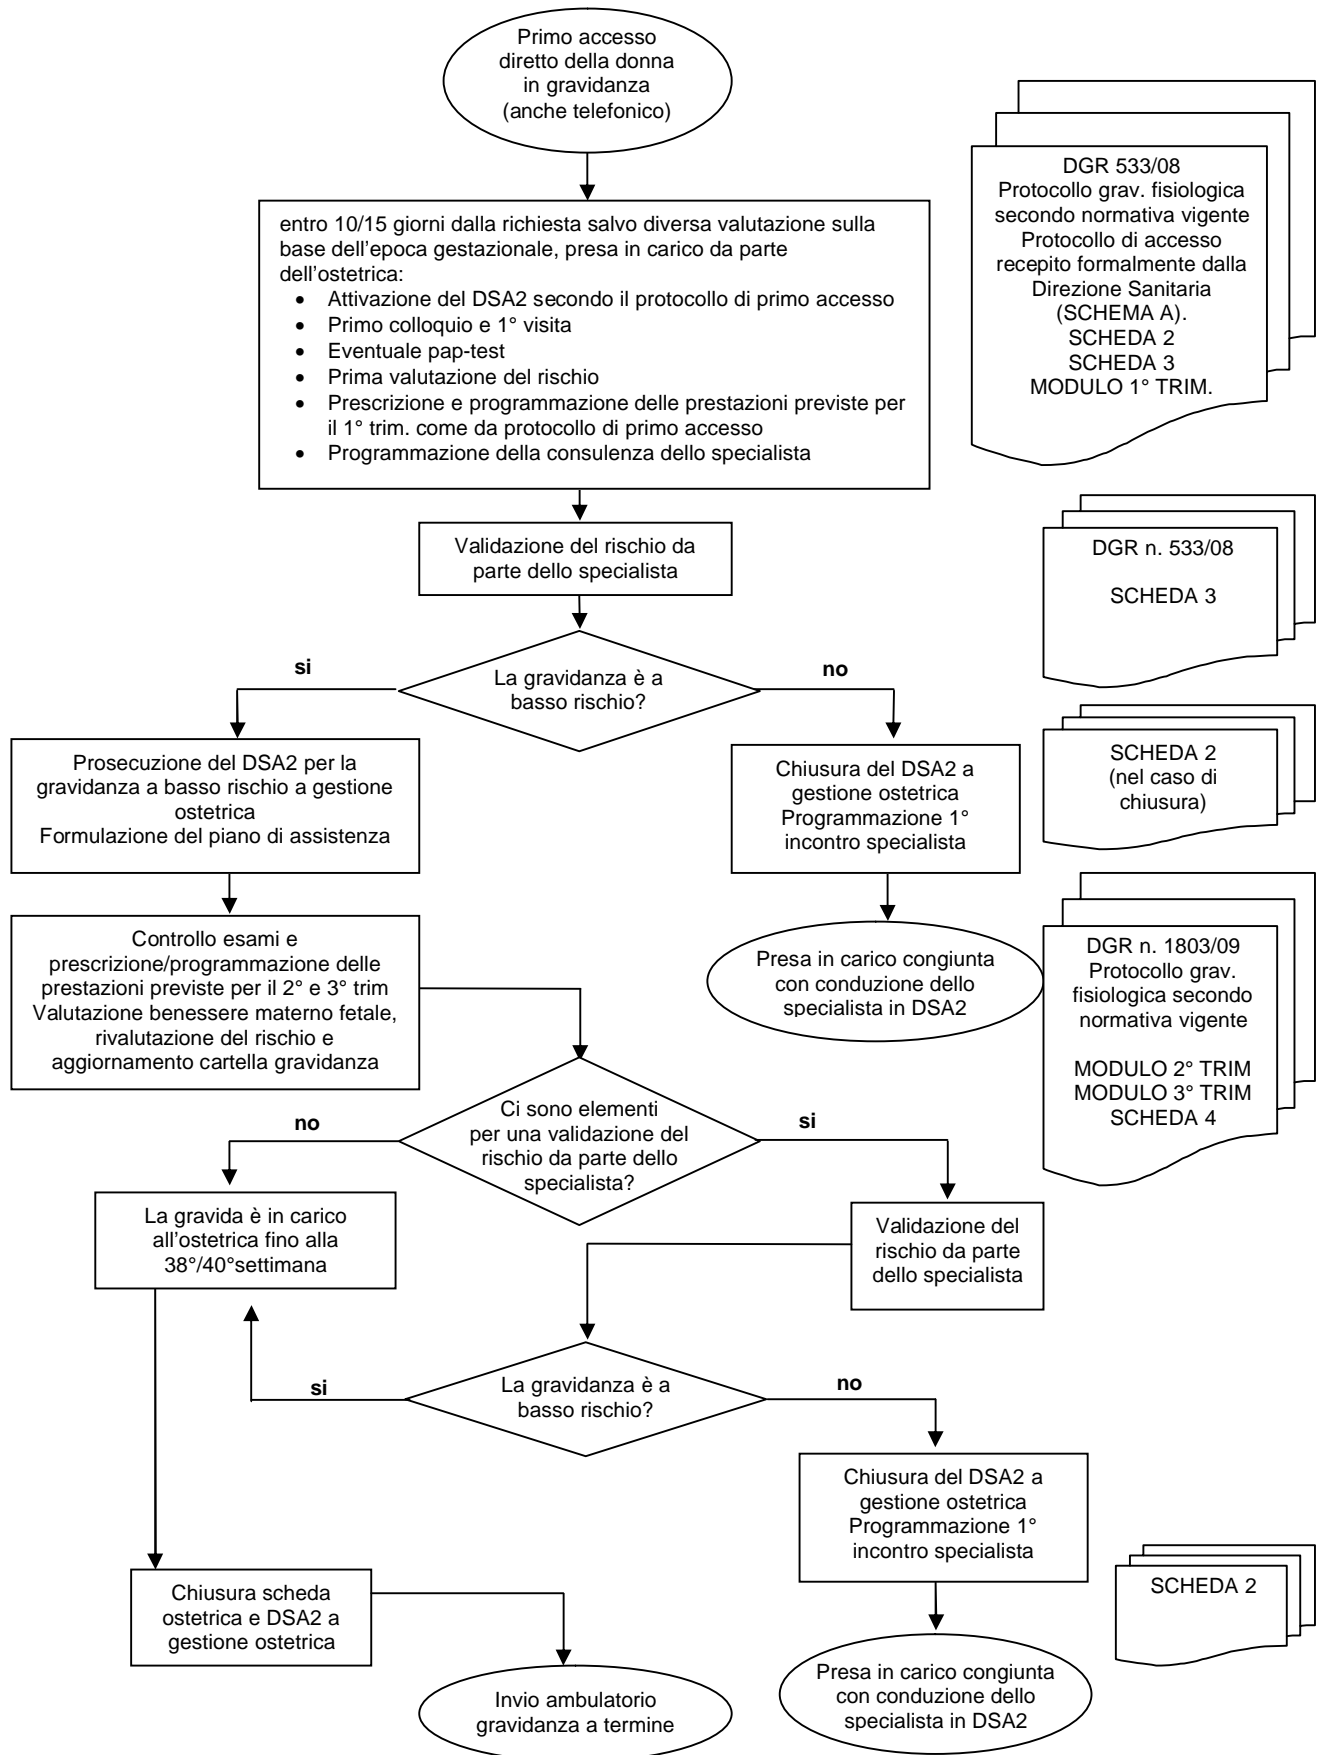 Primo accesso
diretto della donna
in gravidanza
(anche telefonico)
DGR 533/08
Protocollo grav. fisiologica
secondo normativa vigente
Protocollo di accesso
recepito formalmente dalla
Direzione Sanitaria
(SCHEMA A).
SCHEDA 2
SCHEDA 3
MODULO 1° TRIM.
entro 10/15 giorni dalla richiesta salvo diversa valutazione sulla
base dell'epoca gestazionale, presa in carico da parte
dell'ostetrica:
• Attivazione del DSA2 secondo il protocollo di primo accesso
• Primo colloquio e 1° visita
• Eventuale pap-test
• Prima valutazione del rischio
• Prescrizione e programmazione delle prestazioni previste per
il 1° trim. come da protocollo di primo accesso
• Programmazione della consulenza dello specialista
Validazione del rischio da
parte dello specialista
DGR n. 533/08
SCHEDA 3
La gravidanza è a
basso rischio?
si
no
Prosecuzione del DSA2 per la
gravidanza a basso rischio a gestione
ostetrica
Formulazione del piano di assistenza
Chiusura del DSA2 a
gestione ostetrica
Programmazione 1°
incontro specialista
SCHEDA 2
(nel caso di
chiusura)
Controllo esami e
prescrizione/programmazione delle
prestazioni previste per il 2° e 3° trim
Valutazione benessere materno fetale,
rivalutazione del rischio e
aggiornamento cartella gravidanza
Presa in carico congiunta
con conduzione dello
specialista in DSA2
DGR n. 1803/09
Protocollo grav.
fisiologica secondo
normativa vigente
MODULO 2° TRIM
MODULO 3° TRIM
SCHEDA 4
Ci sono elementi
per una validazione del
rischio da parte dello
specialista?
no
si
La gravida è in carico
all'ostetrica fino alla
38°/40°settimana
Validazione del
rischio da parte
dello specialista
La gravidanza è a
basso rischio?
si
no
Chiusura del DSA2 a
gestione ostetrica
Programmazione 1°
incontro specialista
Chiusura scheda
ostetrica e DSA2 a
gestione ostetrica
SCHEDA 2
Invio ambulatorio
gravidanza a termine
Presa in carico congiunta
con conduzione dello
specialista in DSA2